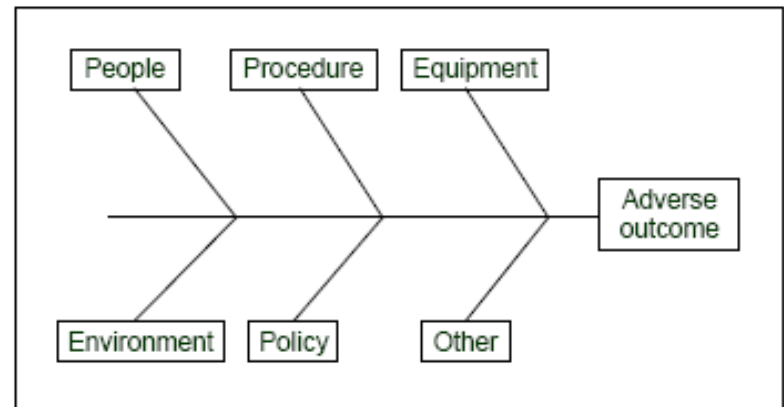 People
Procedure
Equipment
Adverse
outcome
Environment
Policy
Other